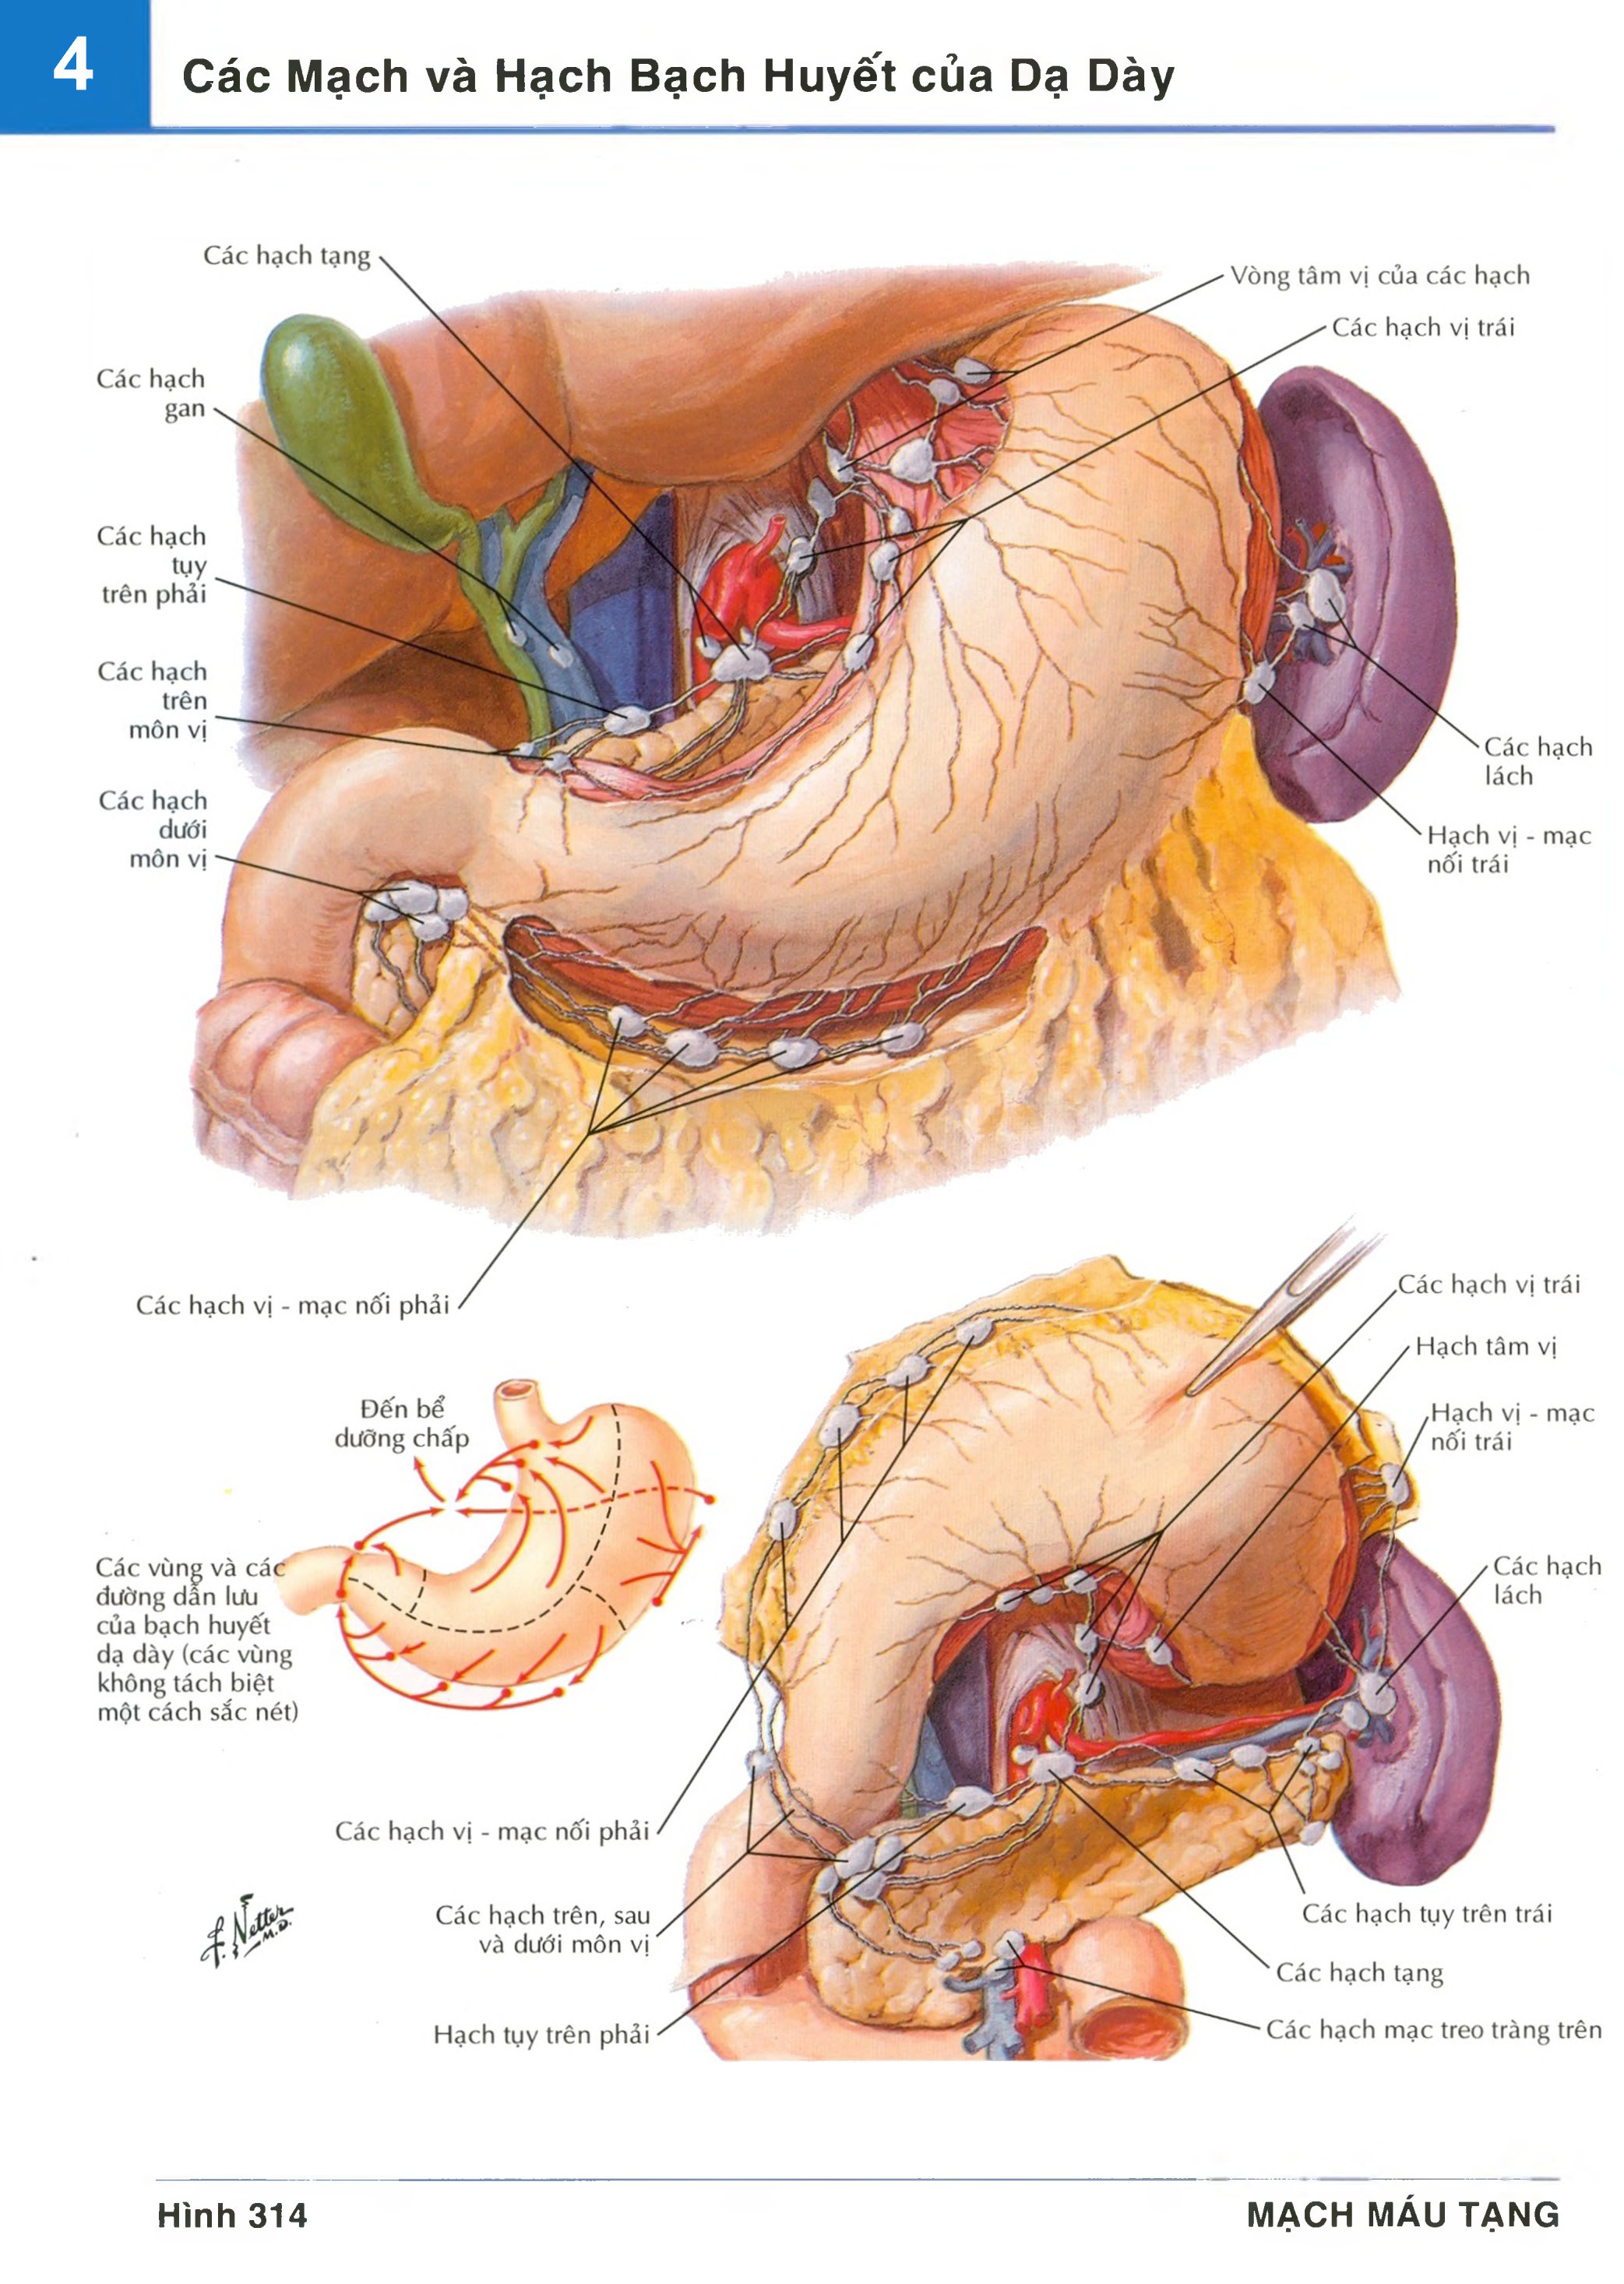 4
Các Mạch và Hạch Bạch Huyết của Dạ Dày
Các hạch tạng
Vòng tâm vị của các hạch
Các hạch vị trái
Các hạch
gan
Các hạch
tụy
trên phải
Các hạch
trên
môn vị
Các hạch
dưới
môn vị
Các hạch
lách
Hạch vị - mạc
nối trái
Các hạch vị - mạc nối phải
Các hạch vị trái
Hạch tâm vị
Hạch vị - mạc
nối trái
Các hạch
lách
Đến bể
dưỡng chấp
Các vùng và các
đường dẫn lưu
của bạch huyết
dạ dày (các vùng
không tách biệt
một cách sắc nét)
Các hạch vị - mạc nối phải
Các hạch trên, sau
và dưới môn vị
Hạch tụy trên phải
Các hạch tụy trên trái
Các hạch tạng
Các hạch mạc treo tràng trên
F. Netter
M.D.
Hình 314
MẠCH MÁU TẠNG